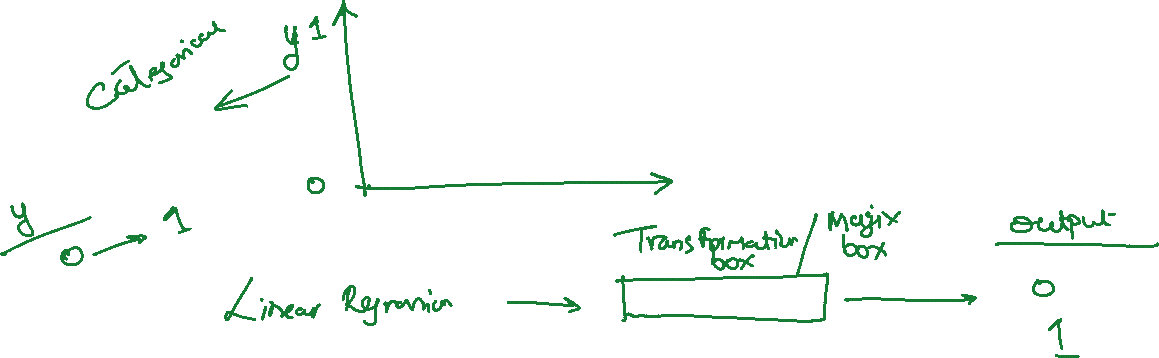 Categorical
y 1
0
y
0 → 1
Transformation box / Magix box
Output
Linear Regression →
→ 0
1